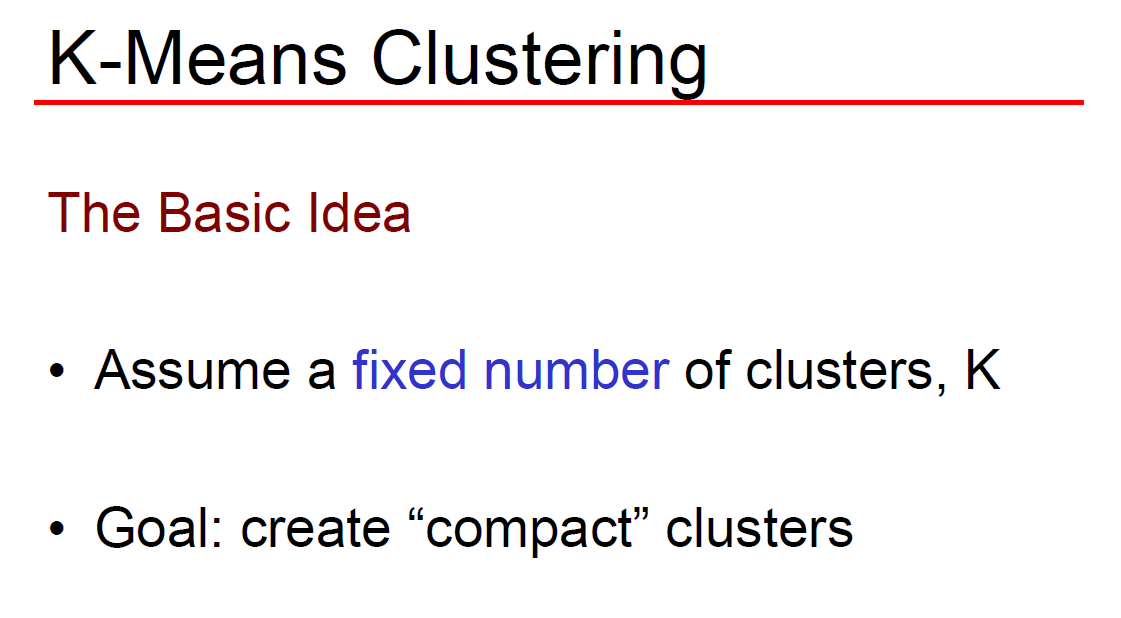 K-Means Clustering
The Basic Idea
• Assume a fixed number of clusters, K
• Goal: create “compact” clusters